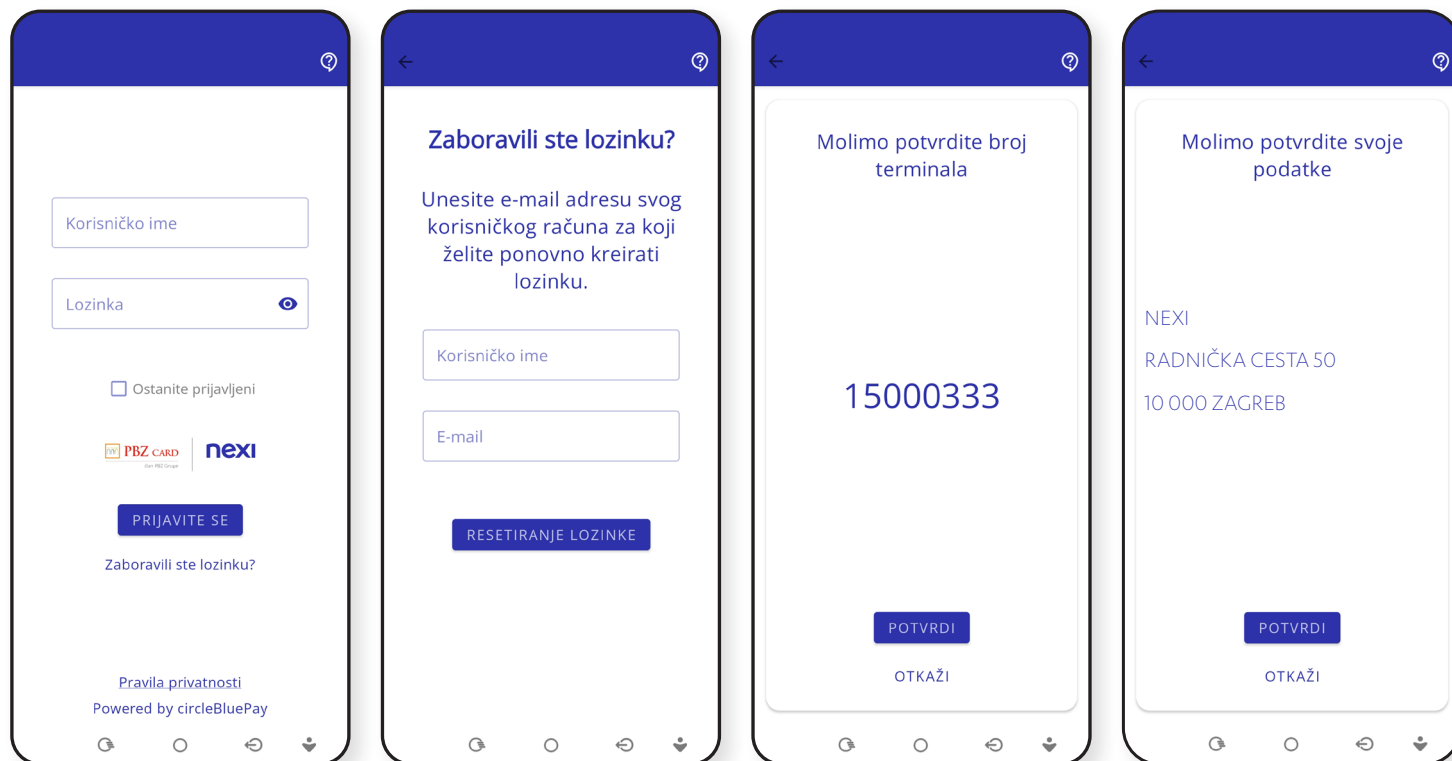 Korisničko ime
Lozinka
Ostanite prijavljeni
PBZ CARD
nexi
PRIJAVITE SE
Zaboravili ste lozinku?
Pravila privatnosti
Powered by circleBluePay
Zaboravili ste lozinku?
Unesite e-mail adresu svog
korisničkog računa za koji
želite ponovno kreirati
lozinku.
Korisničko ime
E-mail
RESETIRANJE LOZINKE
Molimo potvrdite broj
terminala
15000333
POTVRDI
OTKAŽI
Molimo potvrdite svoje
podatke
NEXI
RADNIČKA CESTA 50
10 000 ZAGREB
POTVRDI
OTKAŽI